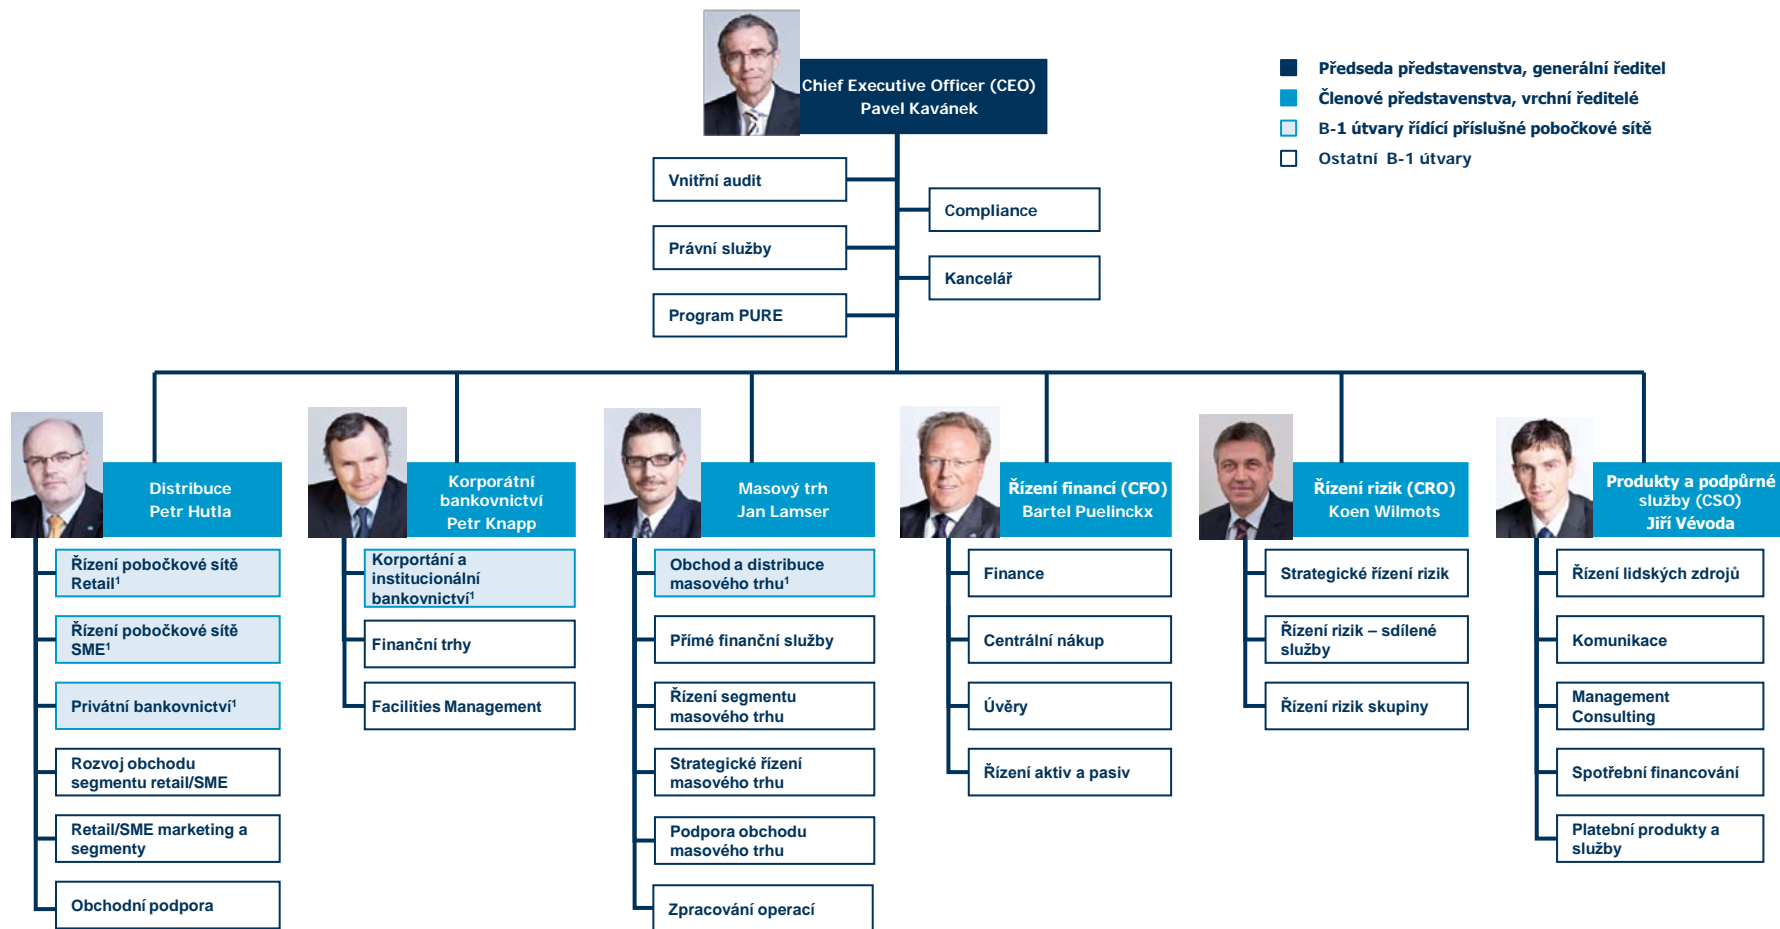 Chief Executive Officer (CEO)
Pavel Kavánek
Předseda představenstva, generální ředitel
Členové představenstva, vrchní ředitelé
B-1 útvary řídící příslušné pobočkové sítě
Ostatní B-1 útvary
Vnitřní audit
Compliance
Právní služby
Kancelář
Program PURE
Distribuce
Petr Hutla
Řízení pobočkové sítě
Retail¹
Řízení pobočkové sítě
SME¹
Privátní bankovnictví¹
Rozvoj obchodu
segmentu retail/SME
Retail/SME marketing a
segmenty
Obchodní podpora
Korporátní
bankovnictví
Petr Knapp
Korportání a
institucionální
bankovnictví¹
Finanční trhy
Facilities Management
Masový trh
Jan Lamser
Obchod a distribuce
masového trhu¹
Přímé finanční služby
Řízení segmentu
masového trhu
Strategické řízení
masového trhu
Podpora obchodu
masového trhu
Zpracování operací
Řízení financí (CFO)
Bartel Puelinckx
Finance
Centrální nákup
Úvěry
Řízení aktiv a pasiv
Řízení rizik (CRO)
Koen Wilmots
Strategické řízení rizik
Řízení rizik – sdílené
služby
Řízení rizik skupiny
Produkty a podpůrné
služby (CSO)
Jiří Vévoda
Řízení lidských zdrojů
Komunikace
Management
Consulting
Spotřební financování
Platební produkty a
služby